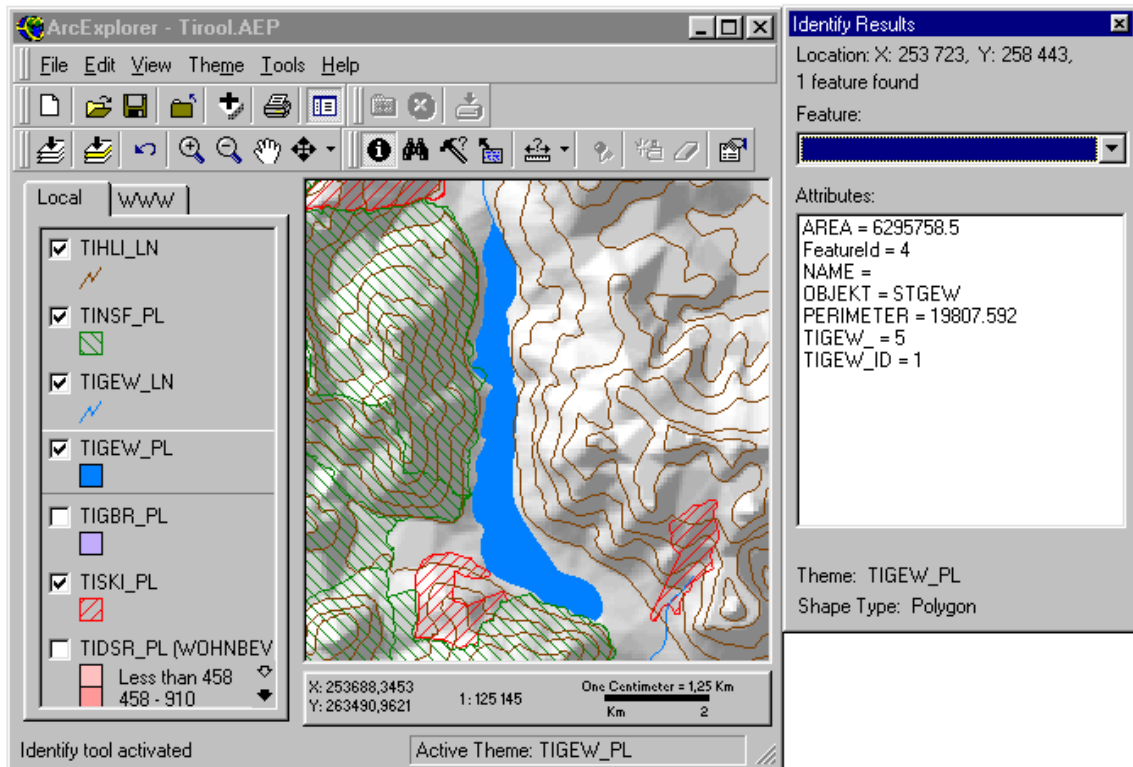 ArcExplorer - Tirool.AEP
File Edit View Theme Tools Help
Local
WWW
TIHLI_LN
TINSF_PL
TIGEW_LN
TIGEW_PL
TIGBR_PL
TISKI_PL
TIDSR_PL (WOHNBEV
Less than 458
458 - 910
X: 253688,3453
Y: 263490,9621
1: 125 145
One Centimeter = 1,25 Km
Km 2
Identify tool activated
Active Theme: TIGEW_PL
Identify Results
Location: X: 253 723, Y: 258 443,
1 feature found
Feature:
Attributes:
AREA = 6295758.5
FeatureId = 4
NAME =
OBJEKT = STGEW
PERIMETER = 19807.592
TIGEW_ = 5
TIGEW_ID = 1
Theme: TIGEW_PL
Shape Type: Polygon